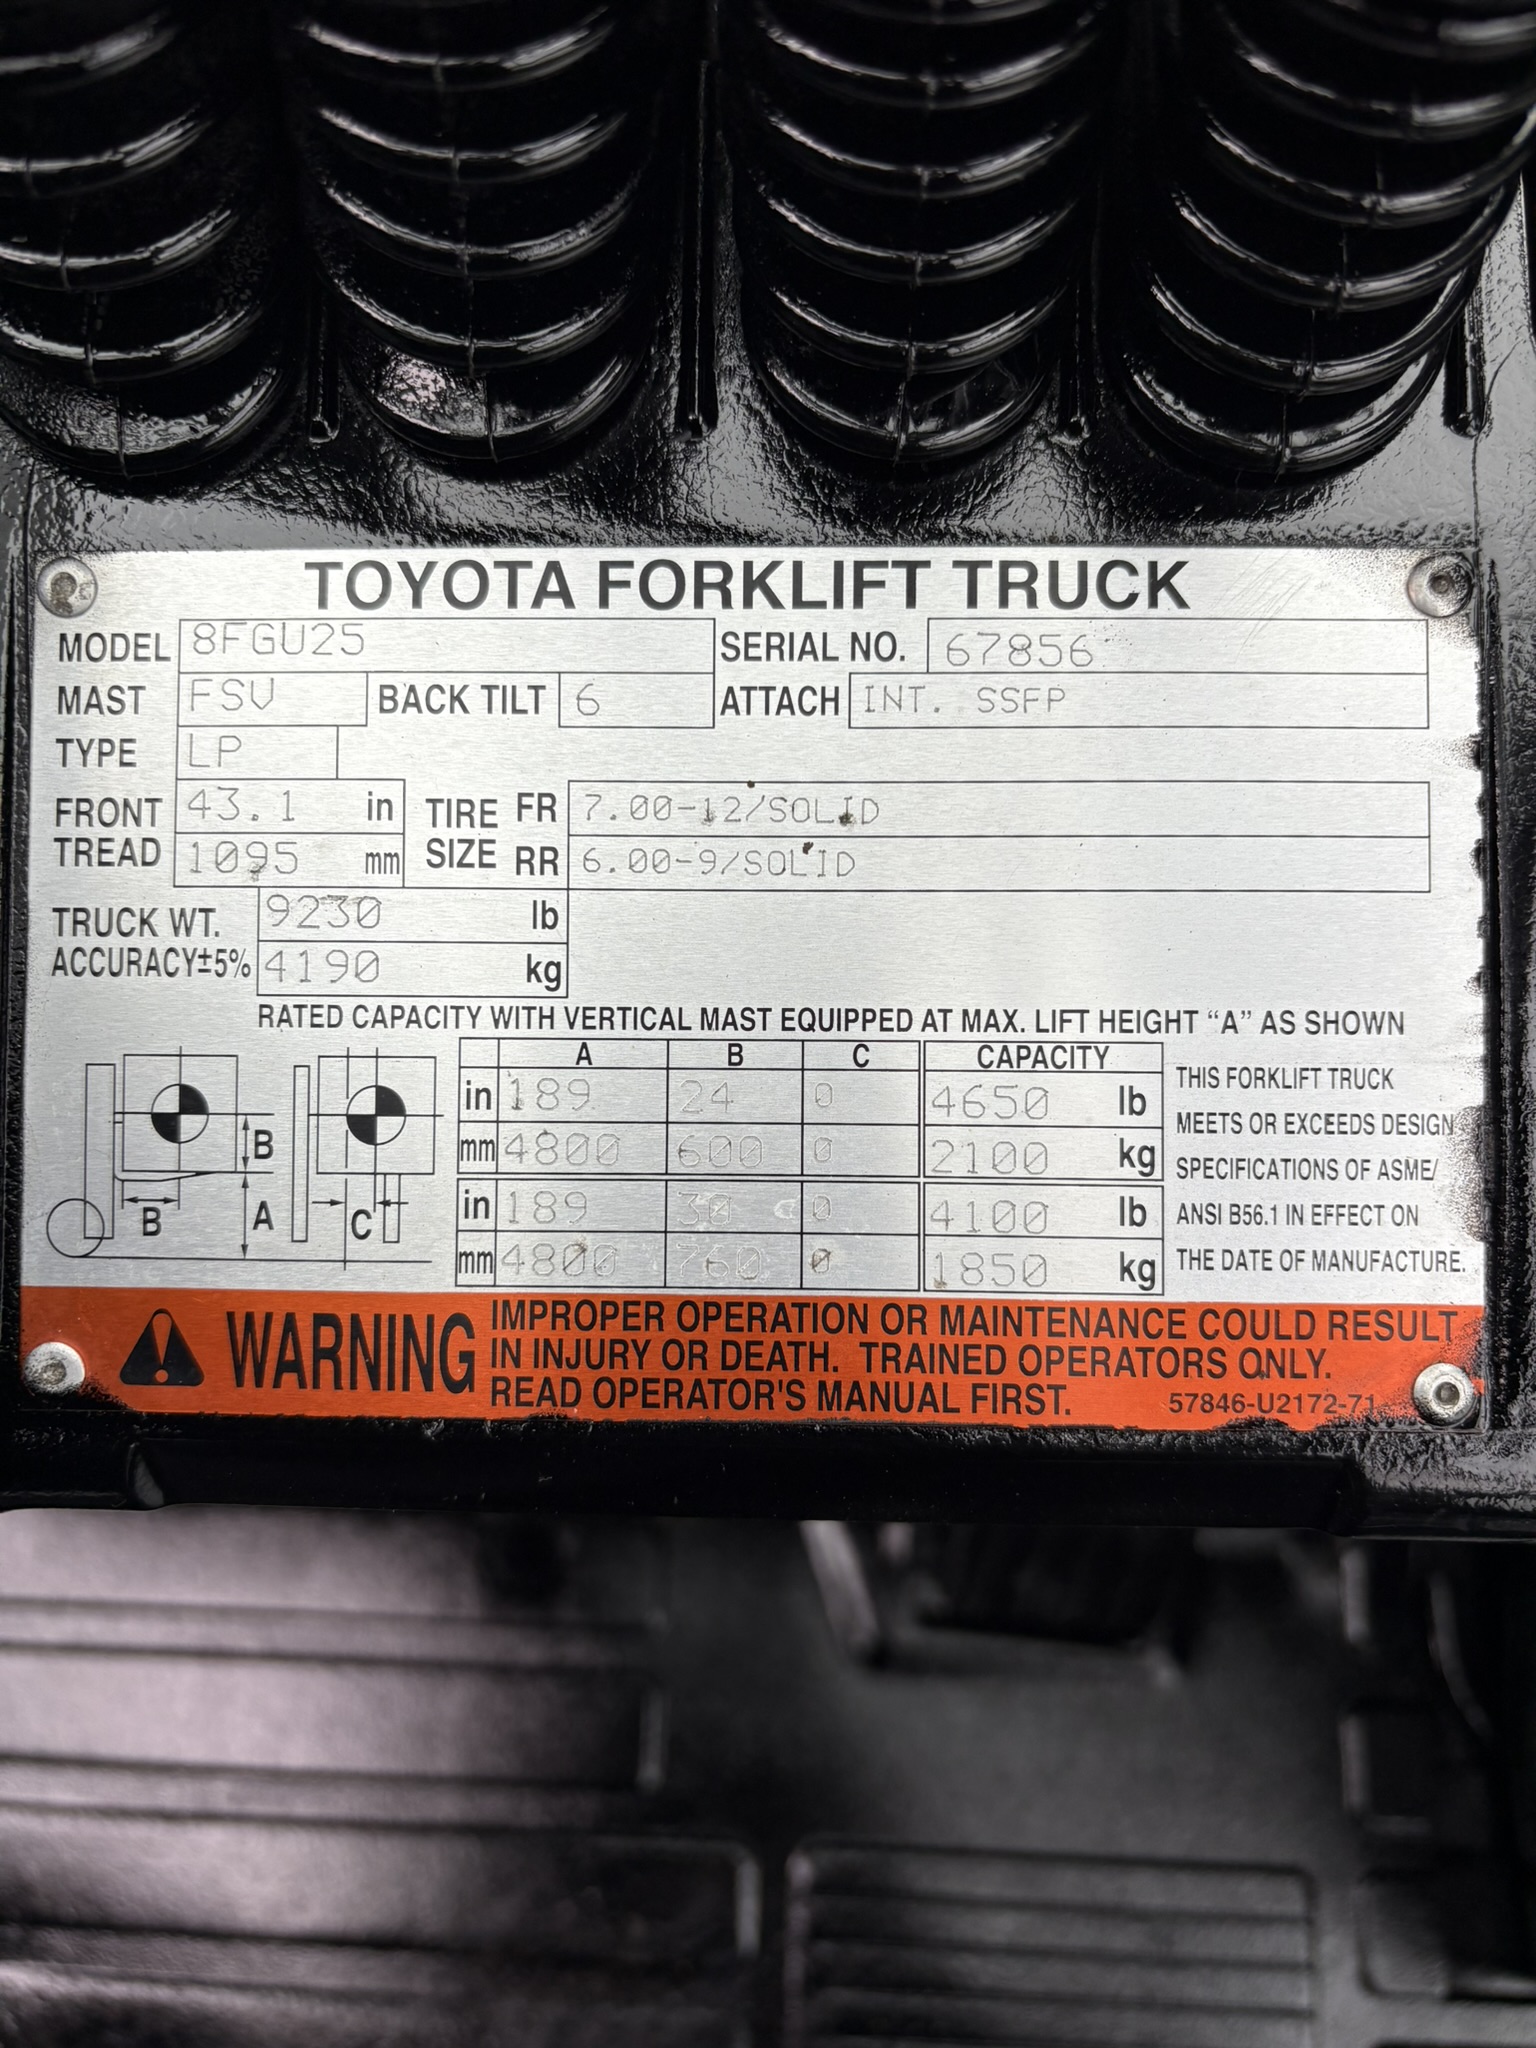 TOYOTA FORKLIFT TRUCK
MODEL 8FGU25 SERIAL NO. 67856
MAST FSV BACK TILT 6 ATTACH INT. SSFP
TYPE LP
FRONT TREAD 43.1 in TIRE SIZE FR 7.00-12/SOLID
1095 mm RR 6.00-9/SOLID
TRUCK WT. 9230 lb
ACCURACY±5% 4190 kg
RATED CAPACITY WITH VERTICAL MAST EQUIPPED AT MAX. LIFT HEIGHT “A” AS SHOWN
A B C CAPACITY
in 189 24 0 4650 lb
mm 4800 600 0 2100 kg
in 189 30 0 4100 lb
mm 4800 760 0 1850 kg
B
B A C
THIS FORKLIFT TRUCK
MEETS OR EXCEEDS DESIGN
SPECIFICATIONS OF ASME/
ANSI B56.1 IN EFFECT ON
THE DATE OF MANUFACTURE.
WARNING
IMPROPER OPERATION OR MAINTENANCE COULD RESULT
IN INJURY OR DEATH. TRAINED OPERATORS ONLY.
READ OPERATOR'S MANUAL FIRST. 57846-U2172-71